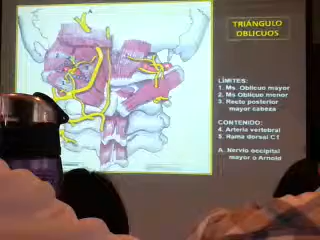 TRIÁNGULO
OBLICUOS
LÍMITES:
1. Ms. Oblicuo mayor
2. Ms Oblicuo menor
3. Recto posterior
mayor cabeza
CONTENIDO:
4. Arteria vertebral
5. Rama dorsal C1
A. Nervio occipital
mayor o Arnold